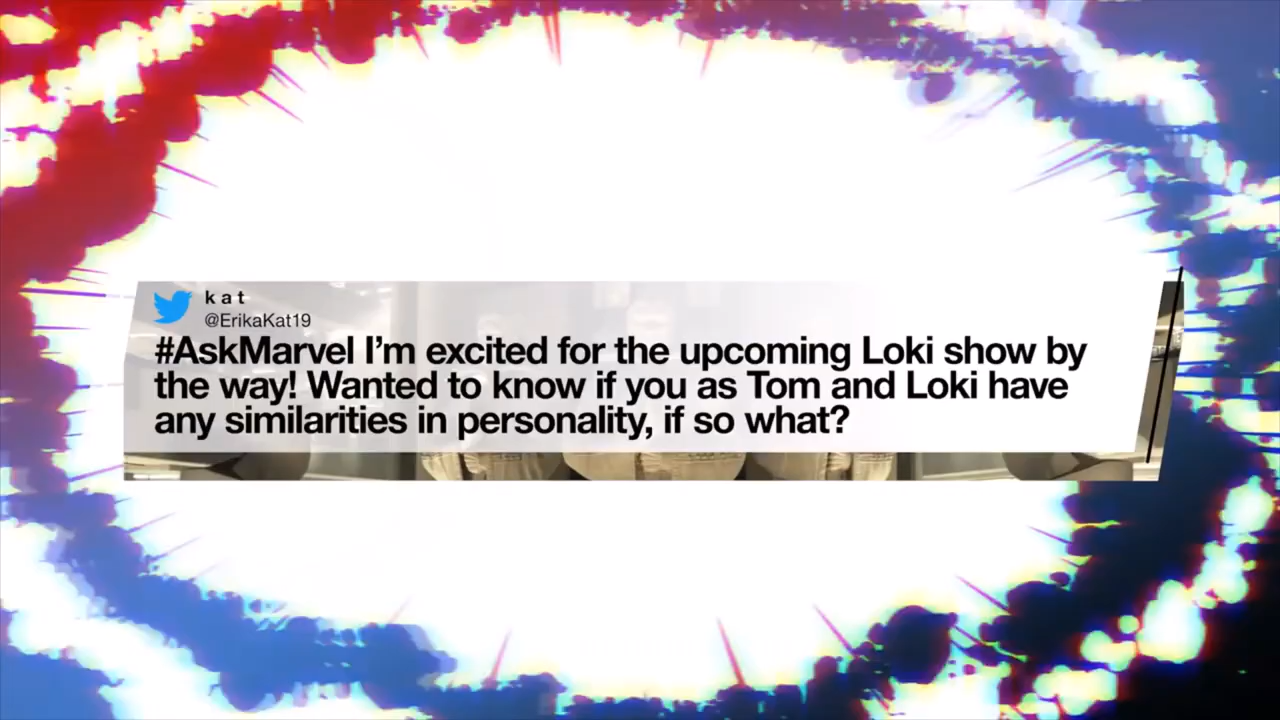 k a t
@ErikaKat19
#AskMarvel I’m excited for the upcoming Loki show by
the way! Wanted to know if you as Tom and Loki have
any similarities in personality, if so what?